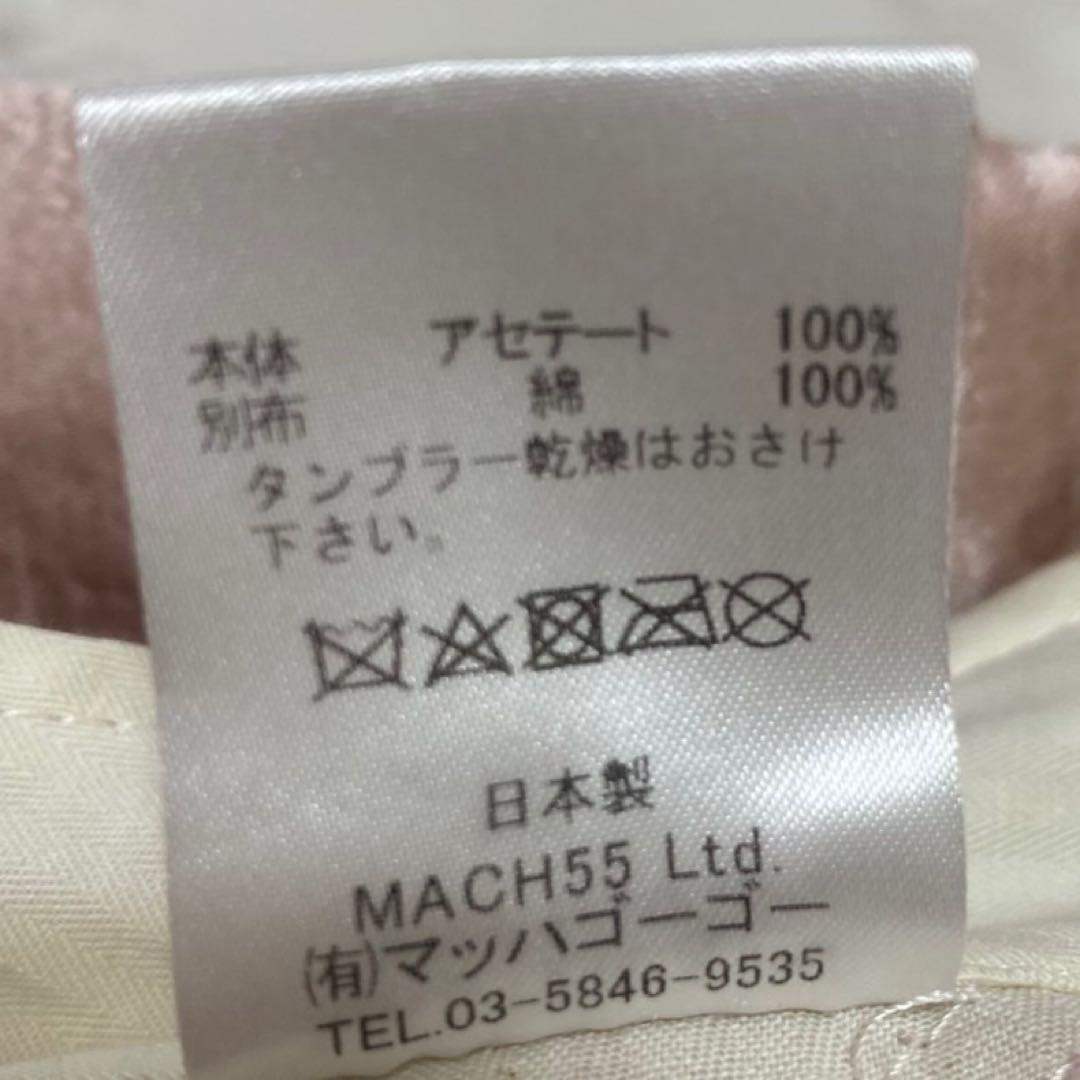 本体 アセテート 100%
別布 綿 100%
タンブラー乾燥はおさけ
下さい。
日本製
MACH55 Ltd.
(有)マッハゴーゴー
TEL.03-5846-9535